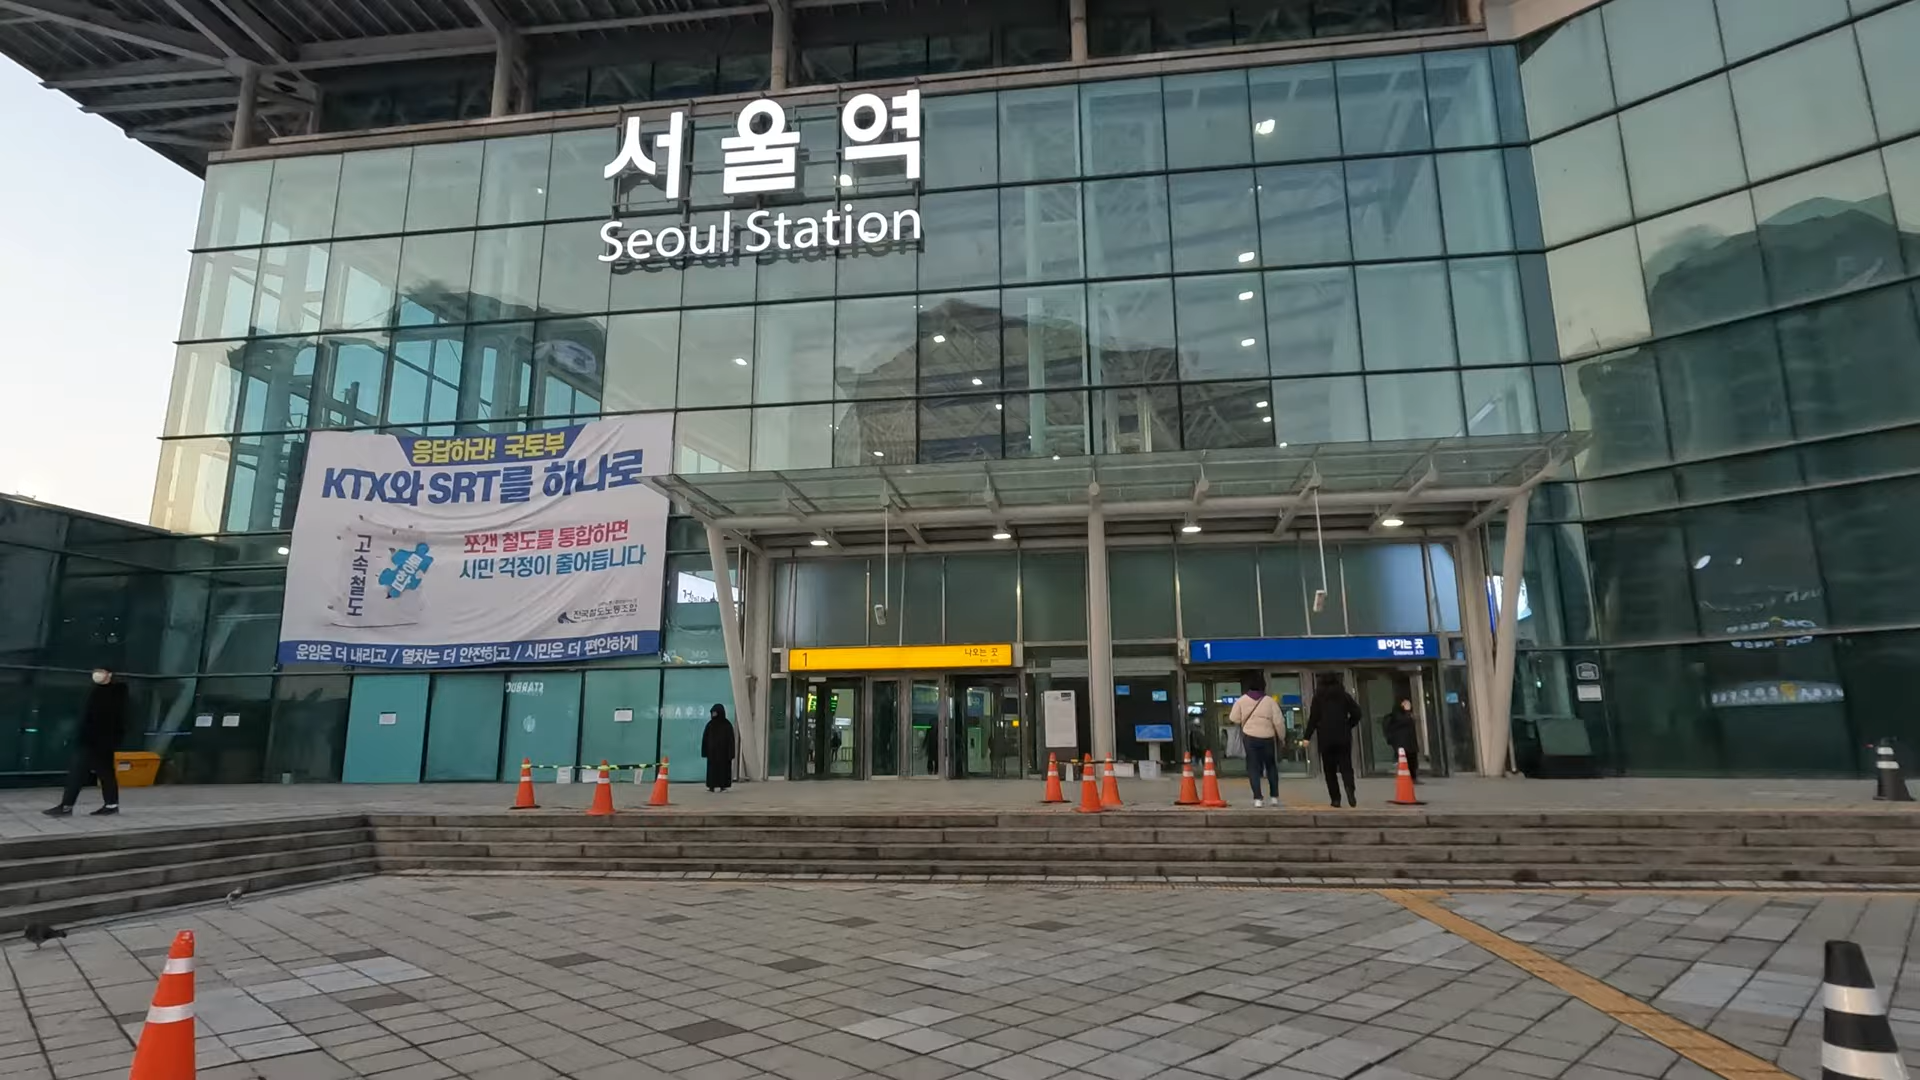 서울역
Seoul Station
응답하라! 국토부
KTX와 SRT를 하나로
쪼갠 철도를 통합하면
시민 걱정이 줄어듭니다
고속철도
전국철도노동조합
운임은 더 내리고 / 열차는 더 안전하고 / 시민은 더 편안하게
1 나오는 곳
1 들어가는 곳
Entrance